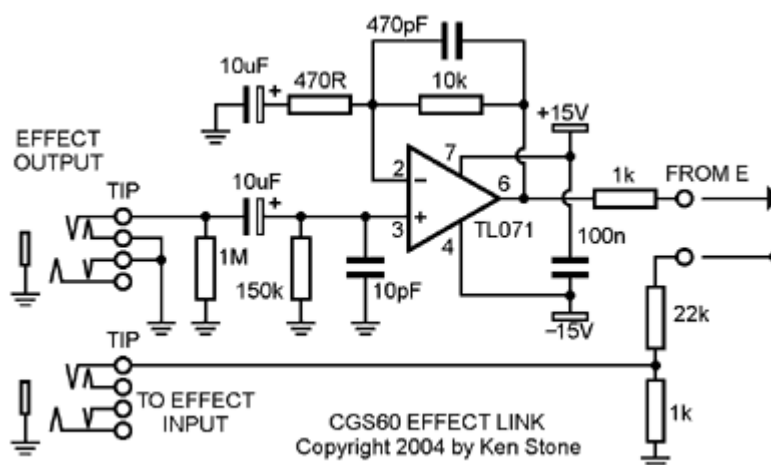 470pF
10uF
+
470R
10k
+15V
EFFECT
OUTPUT
TIP
10uF
+
2
7
−
6
1k
FROM E
+
3
4
TL071
100n
1M
150k
10pF
−15V
22k
TIP
TO EFFECT
INPUT
1k
CGS60 EFFECT LINK
Copyright 2004 by Ken Stone